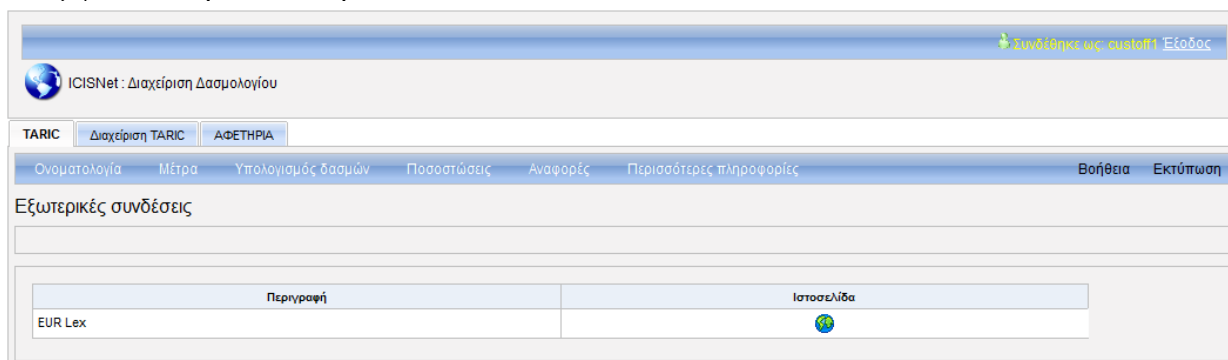 Συνδέθηκε ως: custoff1 Έξοδος
ICISNet : Διαχείριση Δασμολογίου
TARIC Διαχείριση TARIC ΑΦΕΤΗΡΙΑ
Ονοματολογία Μέτρα Υπολογισμός δασμών Ποσοστώσεις Αναφορές Περισσότερες πληροφορίες Βοήθεια Εκτύπωση
Εξωτερικές συνδέσεις
Περιγραφή Ιστοσελίδα
EUR Lex